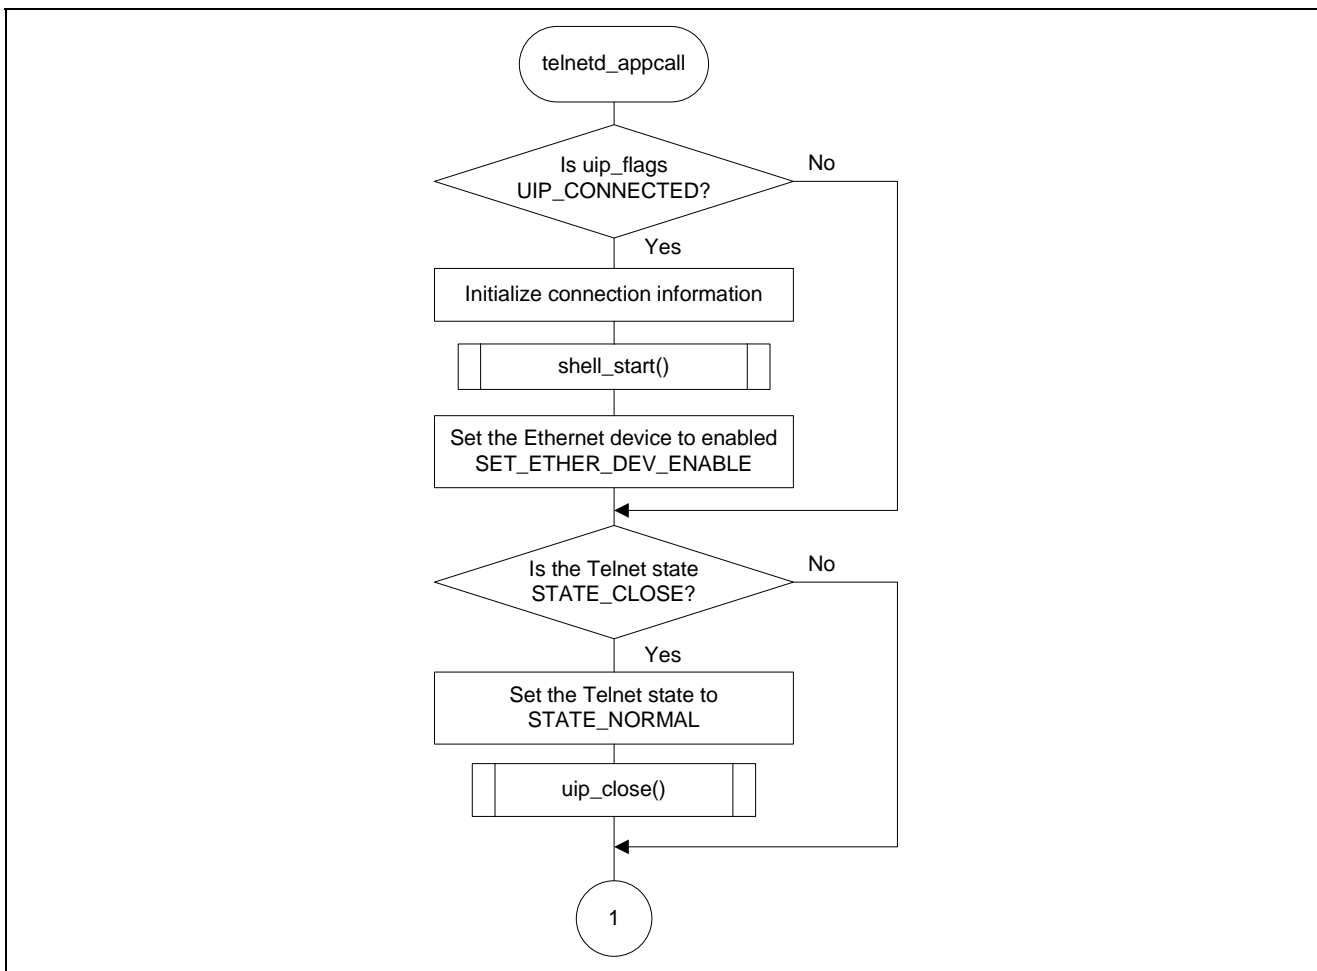 telnetd_appcall
Is uip_flags
UIP_CONNECTED?
No
Yes
Initialize connection information
shell_start()
Set the Ethernet device to enabled
SET_ETHER_DEV_ENABLE
Is the Telnet state
STATE_CLOSE?
No
Yes
Set the Telnet state to
STATE_NORMAL
uip_close()
1